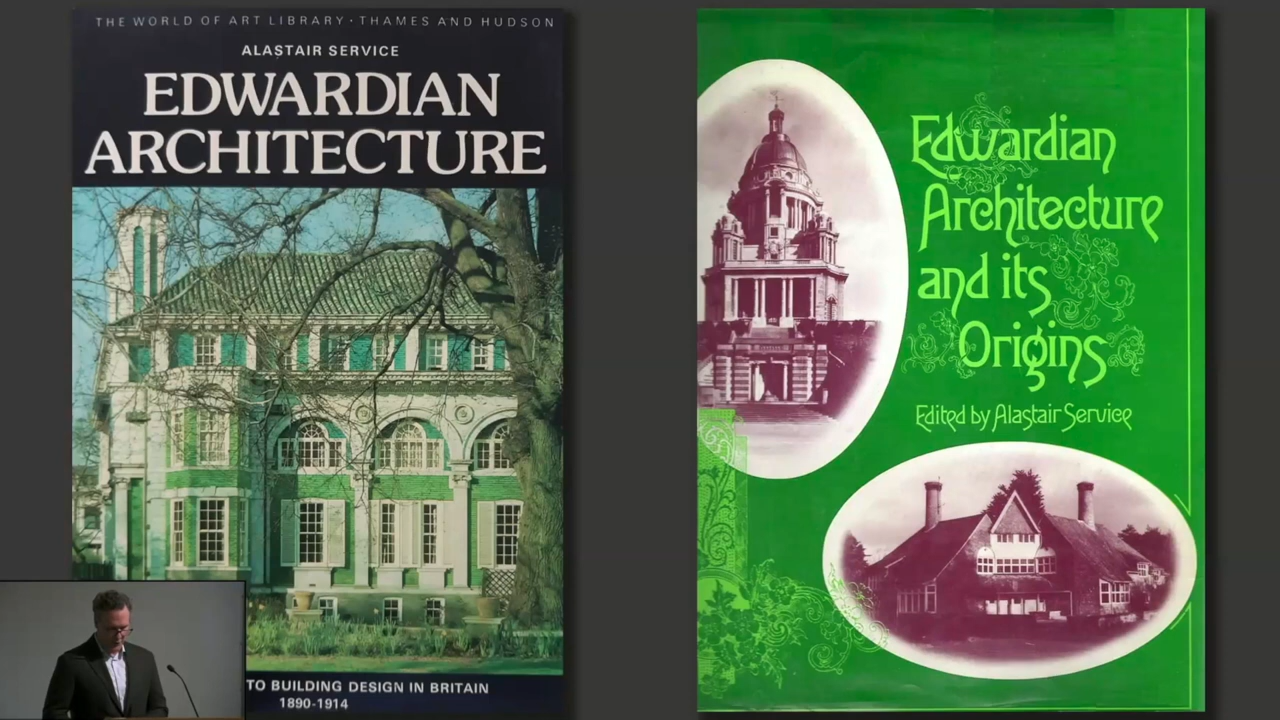 THE WORLD OF ART LIBRARY · THAMES AND HUDSON
ALASTAIR SERVICE
EDWARDIAN
ARCHITECTURE
TO BUILDING DESIGN IN BRITAIN
1890-1914
Edwardian
Architecture
and its
Origins
Edited by Alastair Service